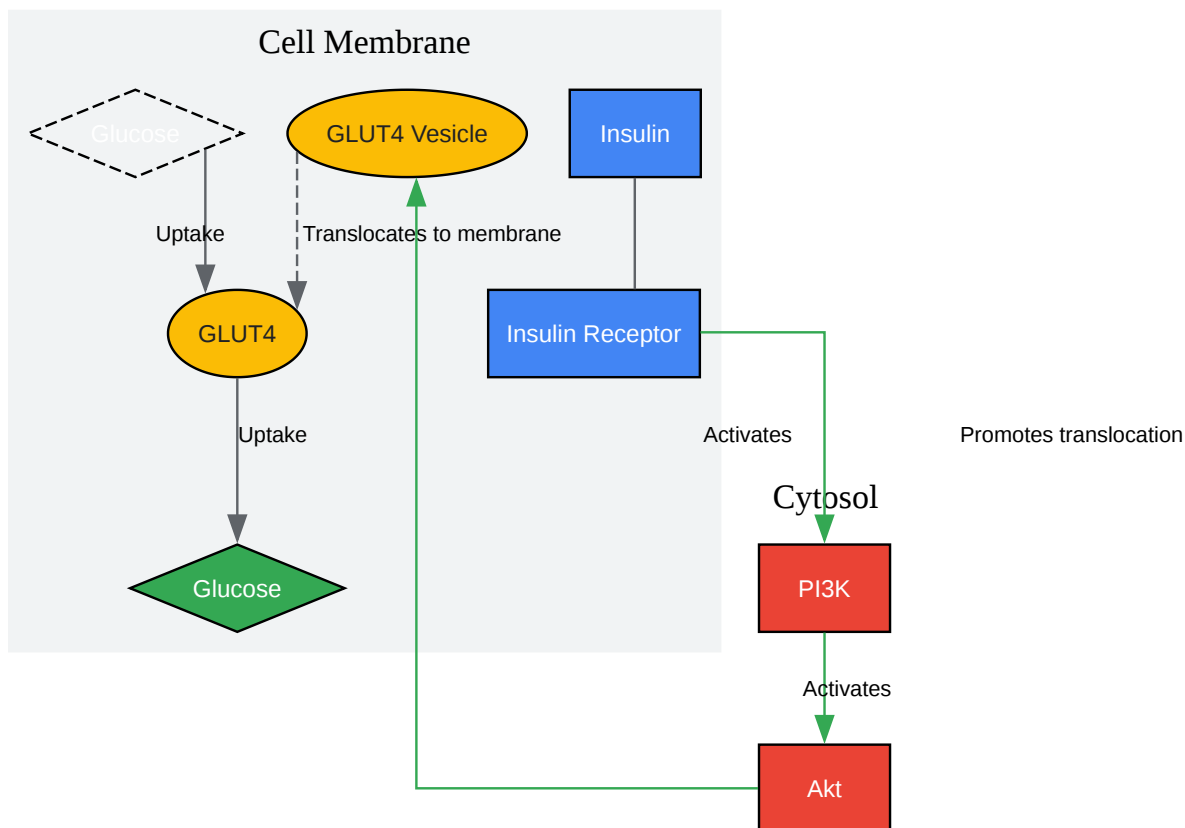 Cell Membrane
Glucose
GLUT4 Vesicle
Insulin
Uptake
Translocates to membrane
GLUT4
Insulin Receptor
Uptake
Activates
Promotes translocation
Cytosol
Glucose
PI3K
Activates
Akt